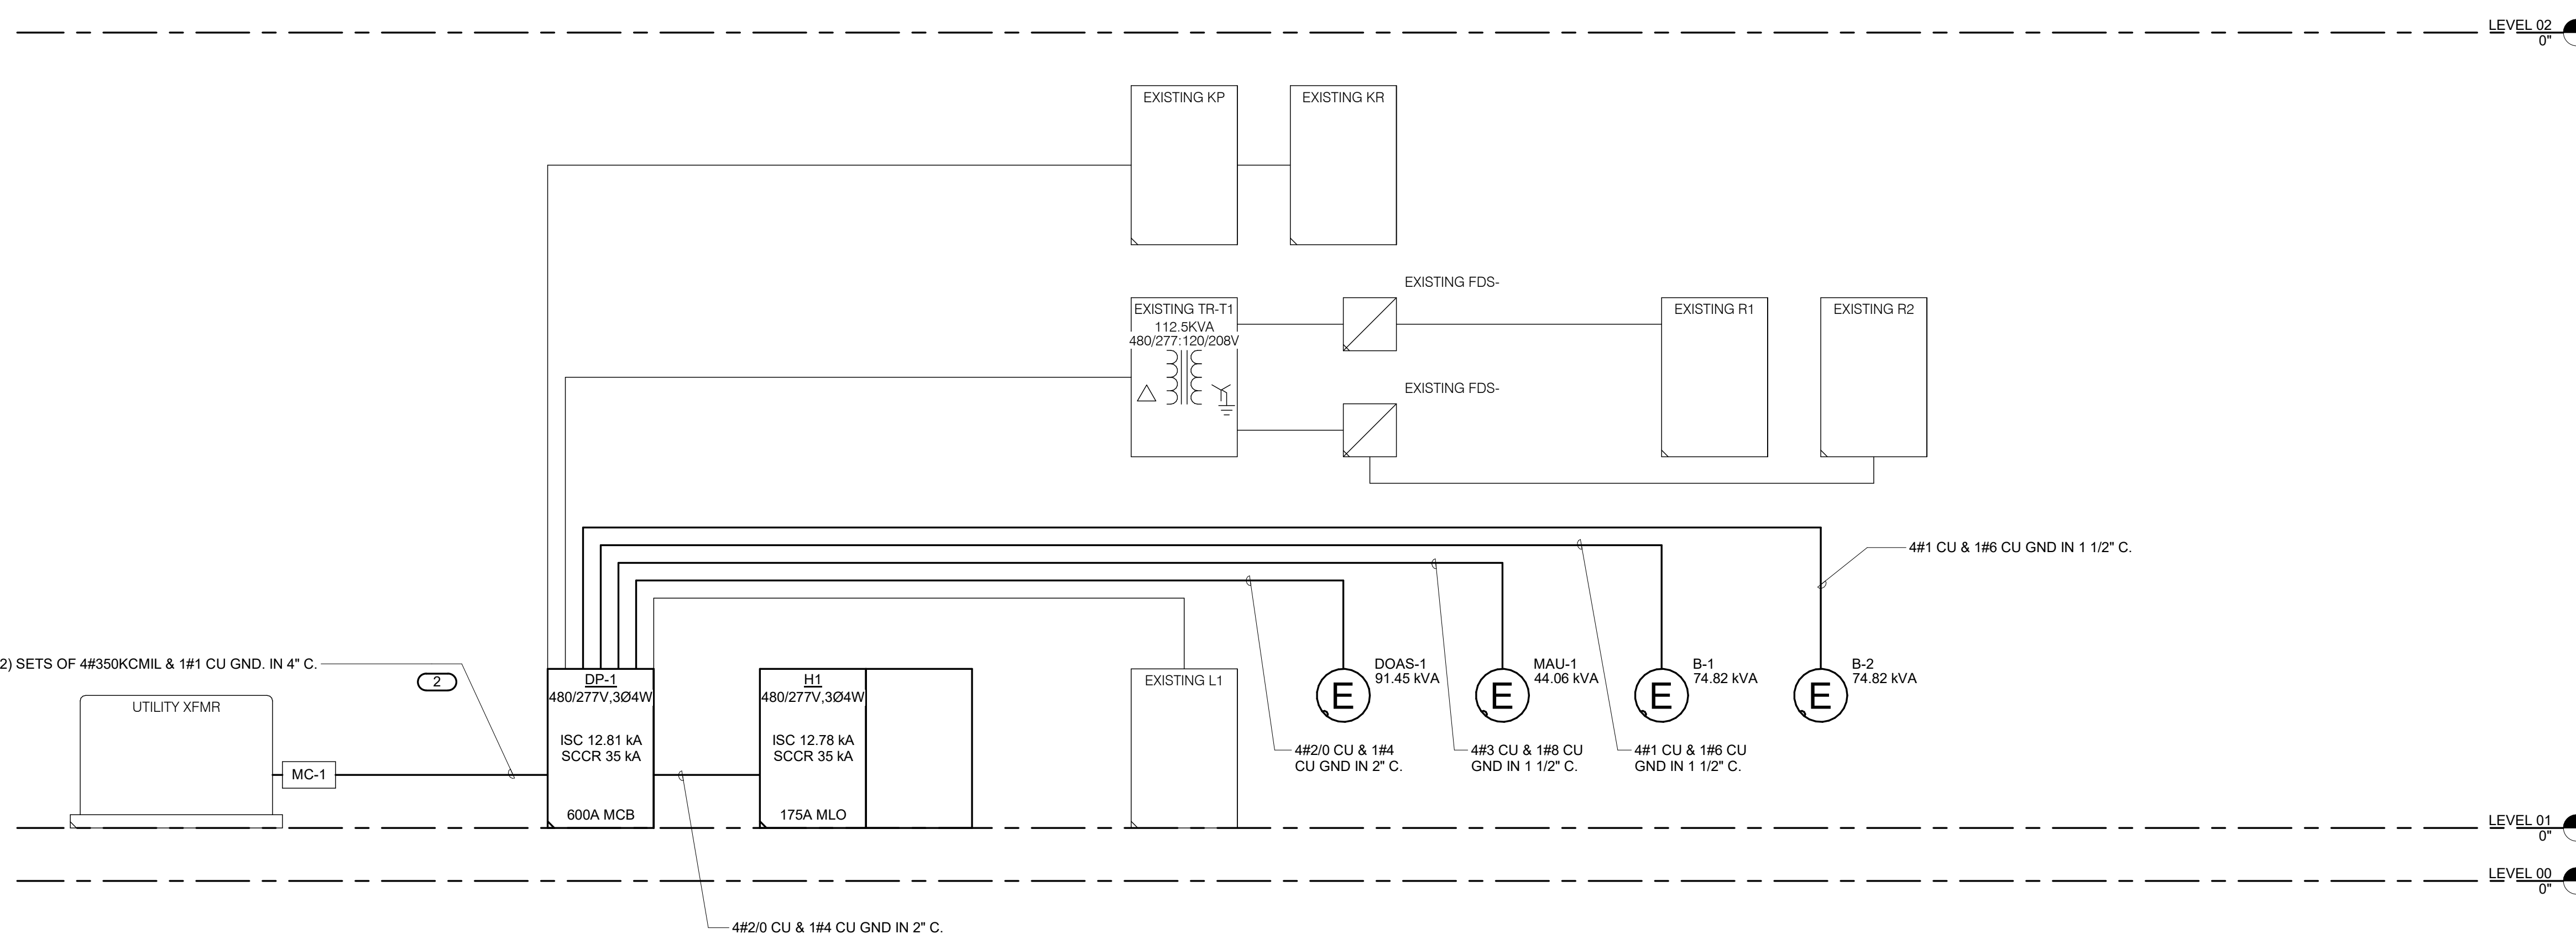 LEVEL 02
0"
EXISTING KP
EXISTING KR
EXISTING FDS-
EXISTING TR-T1
112.5KVA
480/277:120/208V
EXISTING R1
EXISTING R2
EXISTING FDS-
4#1 CU & 1#6 CU GND IN 1 1/2" C.
2) SETS OF 4#350KCMIL & 1#1 CU GND. IN 4" C.
2
UTILITY XFMR
MC-1
DP-1
480/277V,3Ø4W
ISC 12.81 kA
SCCR 35 kA
600A MCB
H1
480/277V,3Ø4W
ISC 12.78 kA
SCCR 35 kA
175A MLO
EXISTING L1
E
DOAS-1
91.45 kVA
E
MAU-1
44.06 kVA
E
B-1
74.82 kVA
E
B-2
74.82 kVA
4#2/0 CU & 1#4
CU GND IN 2" C.
4#3 CU & 1#8 CU
GND IN 1 1/2" C.
4#1 CU & 1#6 CU
GND IN 1 1/2" C.
LEVEL 01
0"
LEVEL 00
0"
4#2/0 CU & 1#4 CU GND IN 2" C.